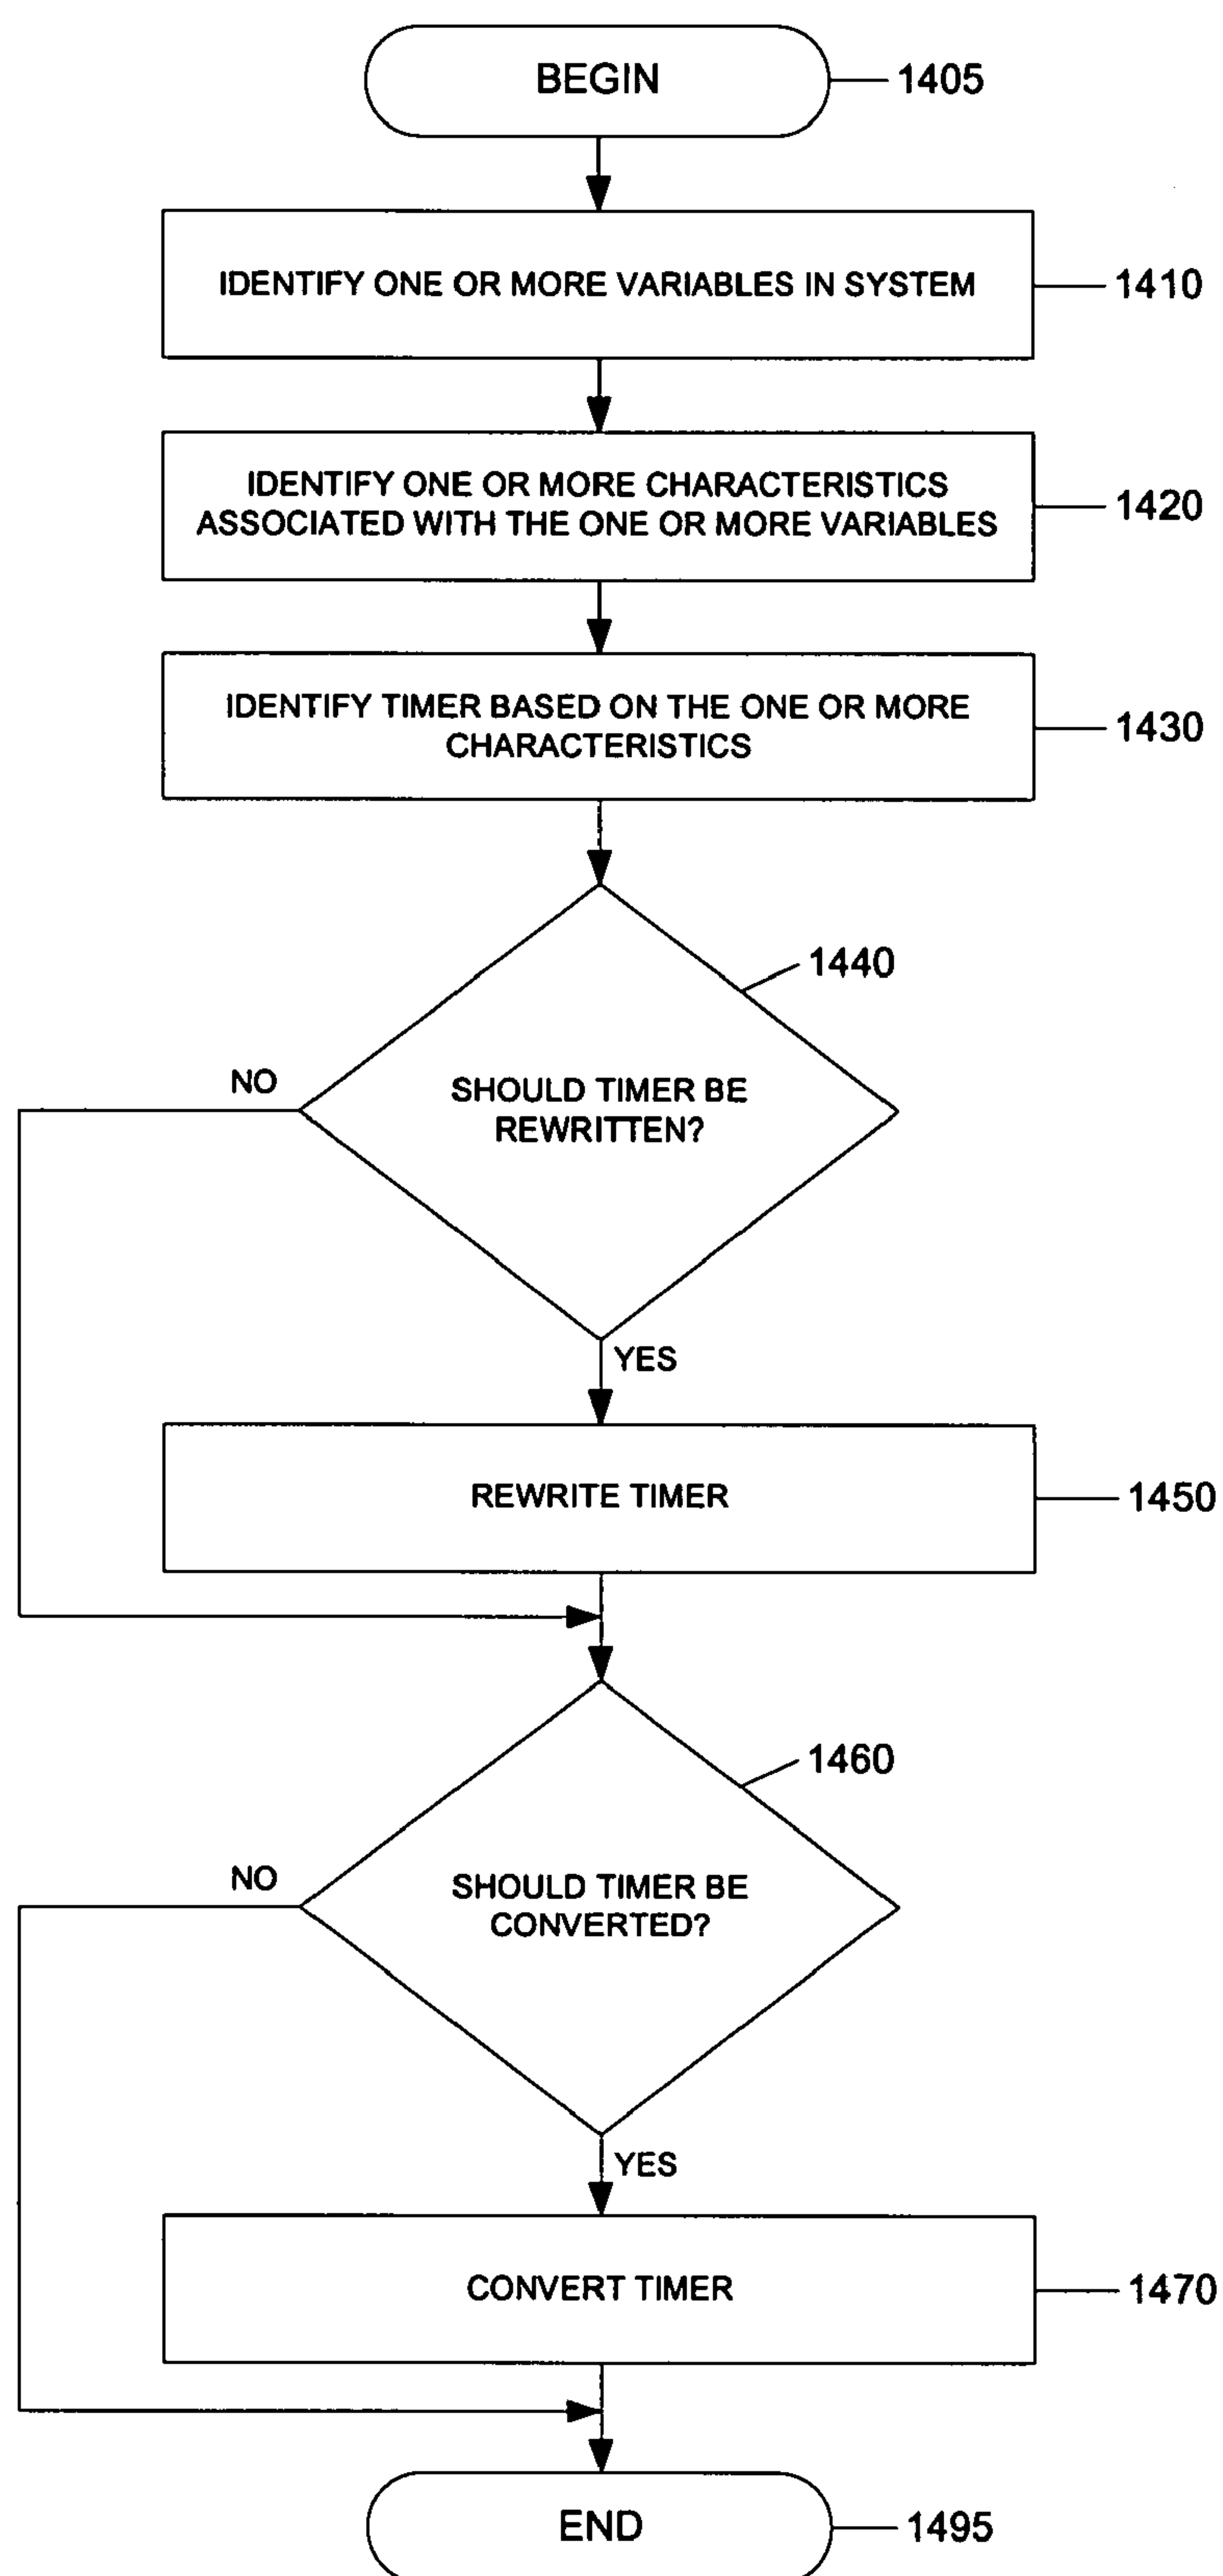 BEGIN
1405
IDENTIFY ONE OR MORE VARIABLES IN SYSTEM
1410
IDENTIFY ONE OR MORE CHARACTERISTICS
ASSOCIATED WITH THE ONE OR MORE VARIABLES
1420
IDENTIFY TIMER BASED ON THE ONE OR MORE
CHARACTERISTICS
1430
1440
NO
SHOULD TIMER BE
REWRITTEN?
YES
REWRITE TIMER
1450
1460
NO
SHOULD TIMER BE
CONVERTED?
YES
CONVERT TIMER
1470
END
1495